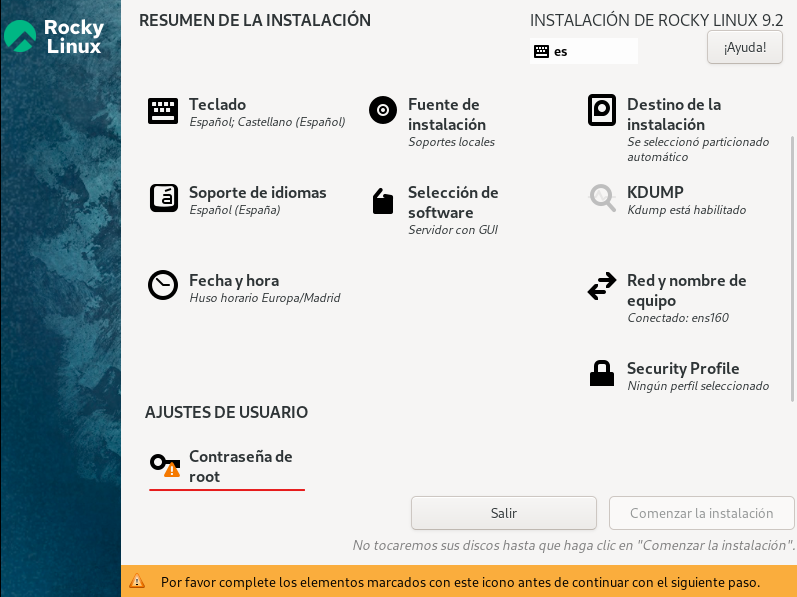 Rocky
Linux
RESUMEN DE LA INSTALACIÓN
INSTALACIÓN DE ROCKY LINUX 9.2
es
¡Ayuda!
Teclado
Español; Castellano (Español)
Fuente de
instalación
Soportes locales
Destino de la
instalación
Se seleccionó particionado
automático
Soporte de idiomas
Español (España)
Selección de
software
Servidor con GUI
KDUMP
Kdump está habilitado
Fecha y hora
Huso horario Europa/Madrid
Red y nombre de
equipo
Conectado: ens160
Security Profile
Ningún perfil seleccionado
AJUSTES DE USUARIO
Contraseña de
root
Salir
Comenzar la instalación
No tocaremos sus discos hasta que haga clic en "Comenzar la instalación".
Por favor complete los elementos marcados con este icono antes de continuar con el siguiente paso.